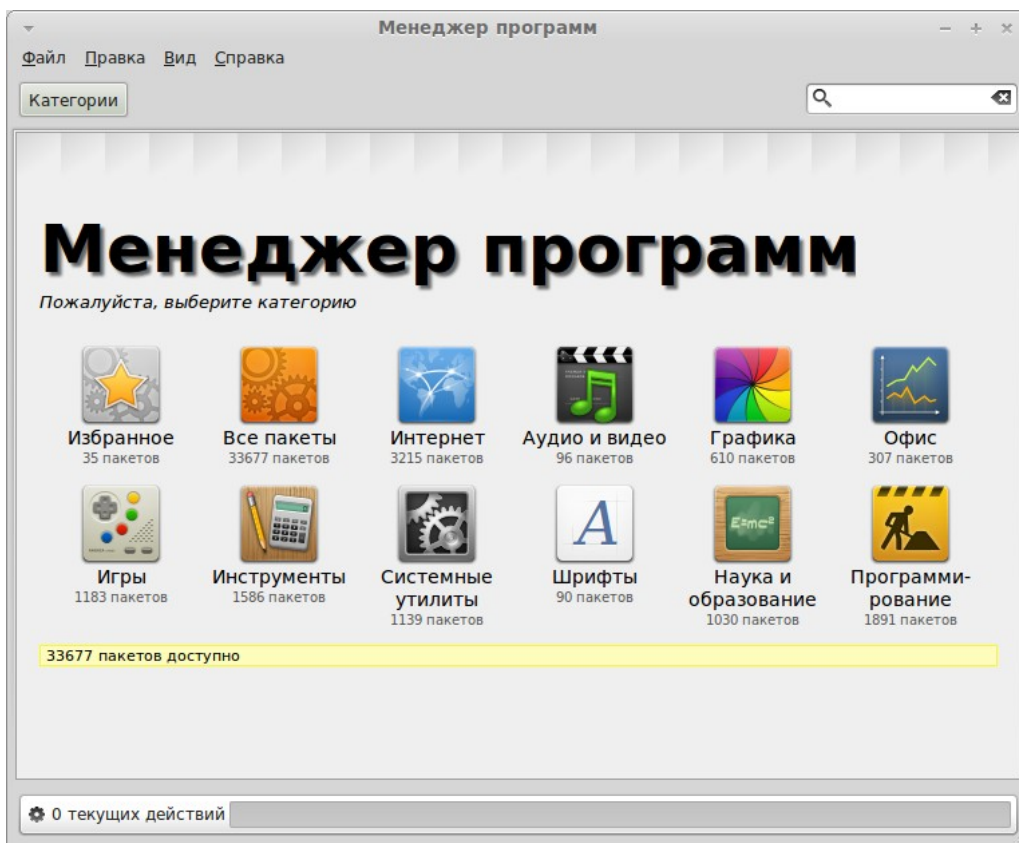 Менеджер программ
Файл Правка Вид Справка
Категории
Менеджер программ
Пожалуйста, выберите категорию
Избранное
35 пакетов
Все пакеты
33677 пакетов
Интернет
3215 пакетов
Аудио и видео
96 пакетов
Графика
610 пакетов
Офис
307 пакетов
Игры
1183 пакетов
Инструменты
1586 пакетов
Системные
утилиты
1139 пакетов
A
Шрифты
90 пакетов
E=mc²
Наука и
образование
1030 пакетов
Программи-
рование
1891 пакетов
33677 пакетов доступно
0 текущих действий